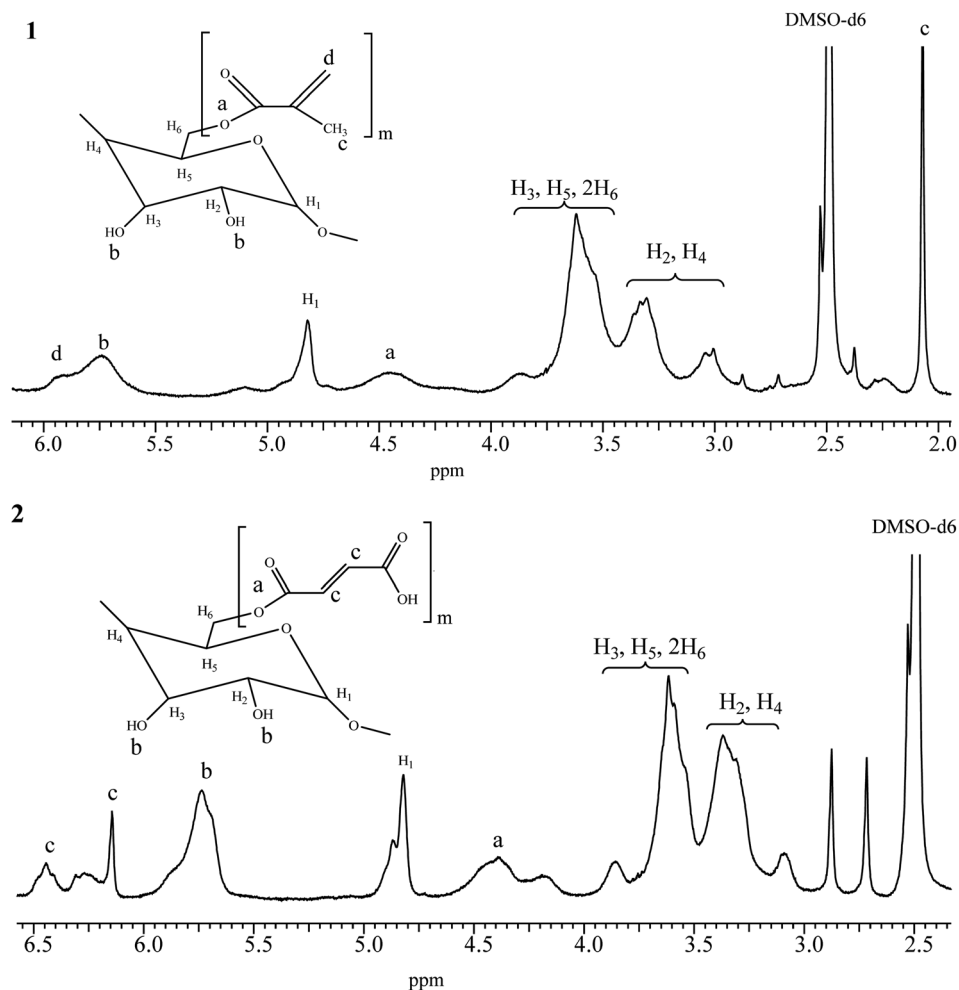 1
DMSO-d6
c
d
O
a
O
CH3
c
m
H6
O
H4
H5
H3, H5, 2H6
H2
H1
HO
OH
H3
b
b
O
H2, H4
H1
d
b
a
6.0 5.5 5.0 4.5 4.0 3.5 3.0 2.5 2.0
ppm
2
DMSO-d6
O
c
O
a
c
OH
m
H6
O
O
H4
H5
H3, H5, 2H6
H2
H1
H2, H4
HO
H3
OH
O
b
b
b
H1
c
c
a
6.5 6.0 5.5 5.0 4.5 4.0 3.5 3.0 2.5
ppm